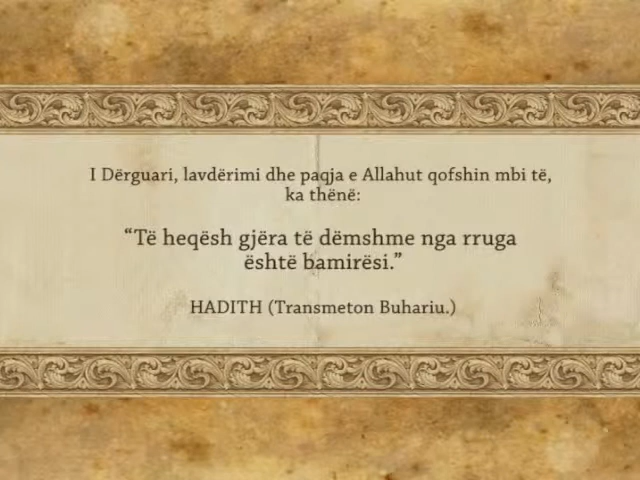 I Dërguari, lavdërimi dhe paqja e Allahut qofshin mbi të,
ka thënë:
“Të heqësh gjëra të dëmshme nga rruga
është bamirësi.”
HADITH (Transmeton Buhariu.)